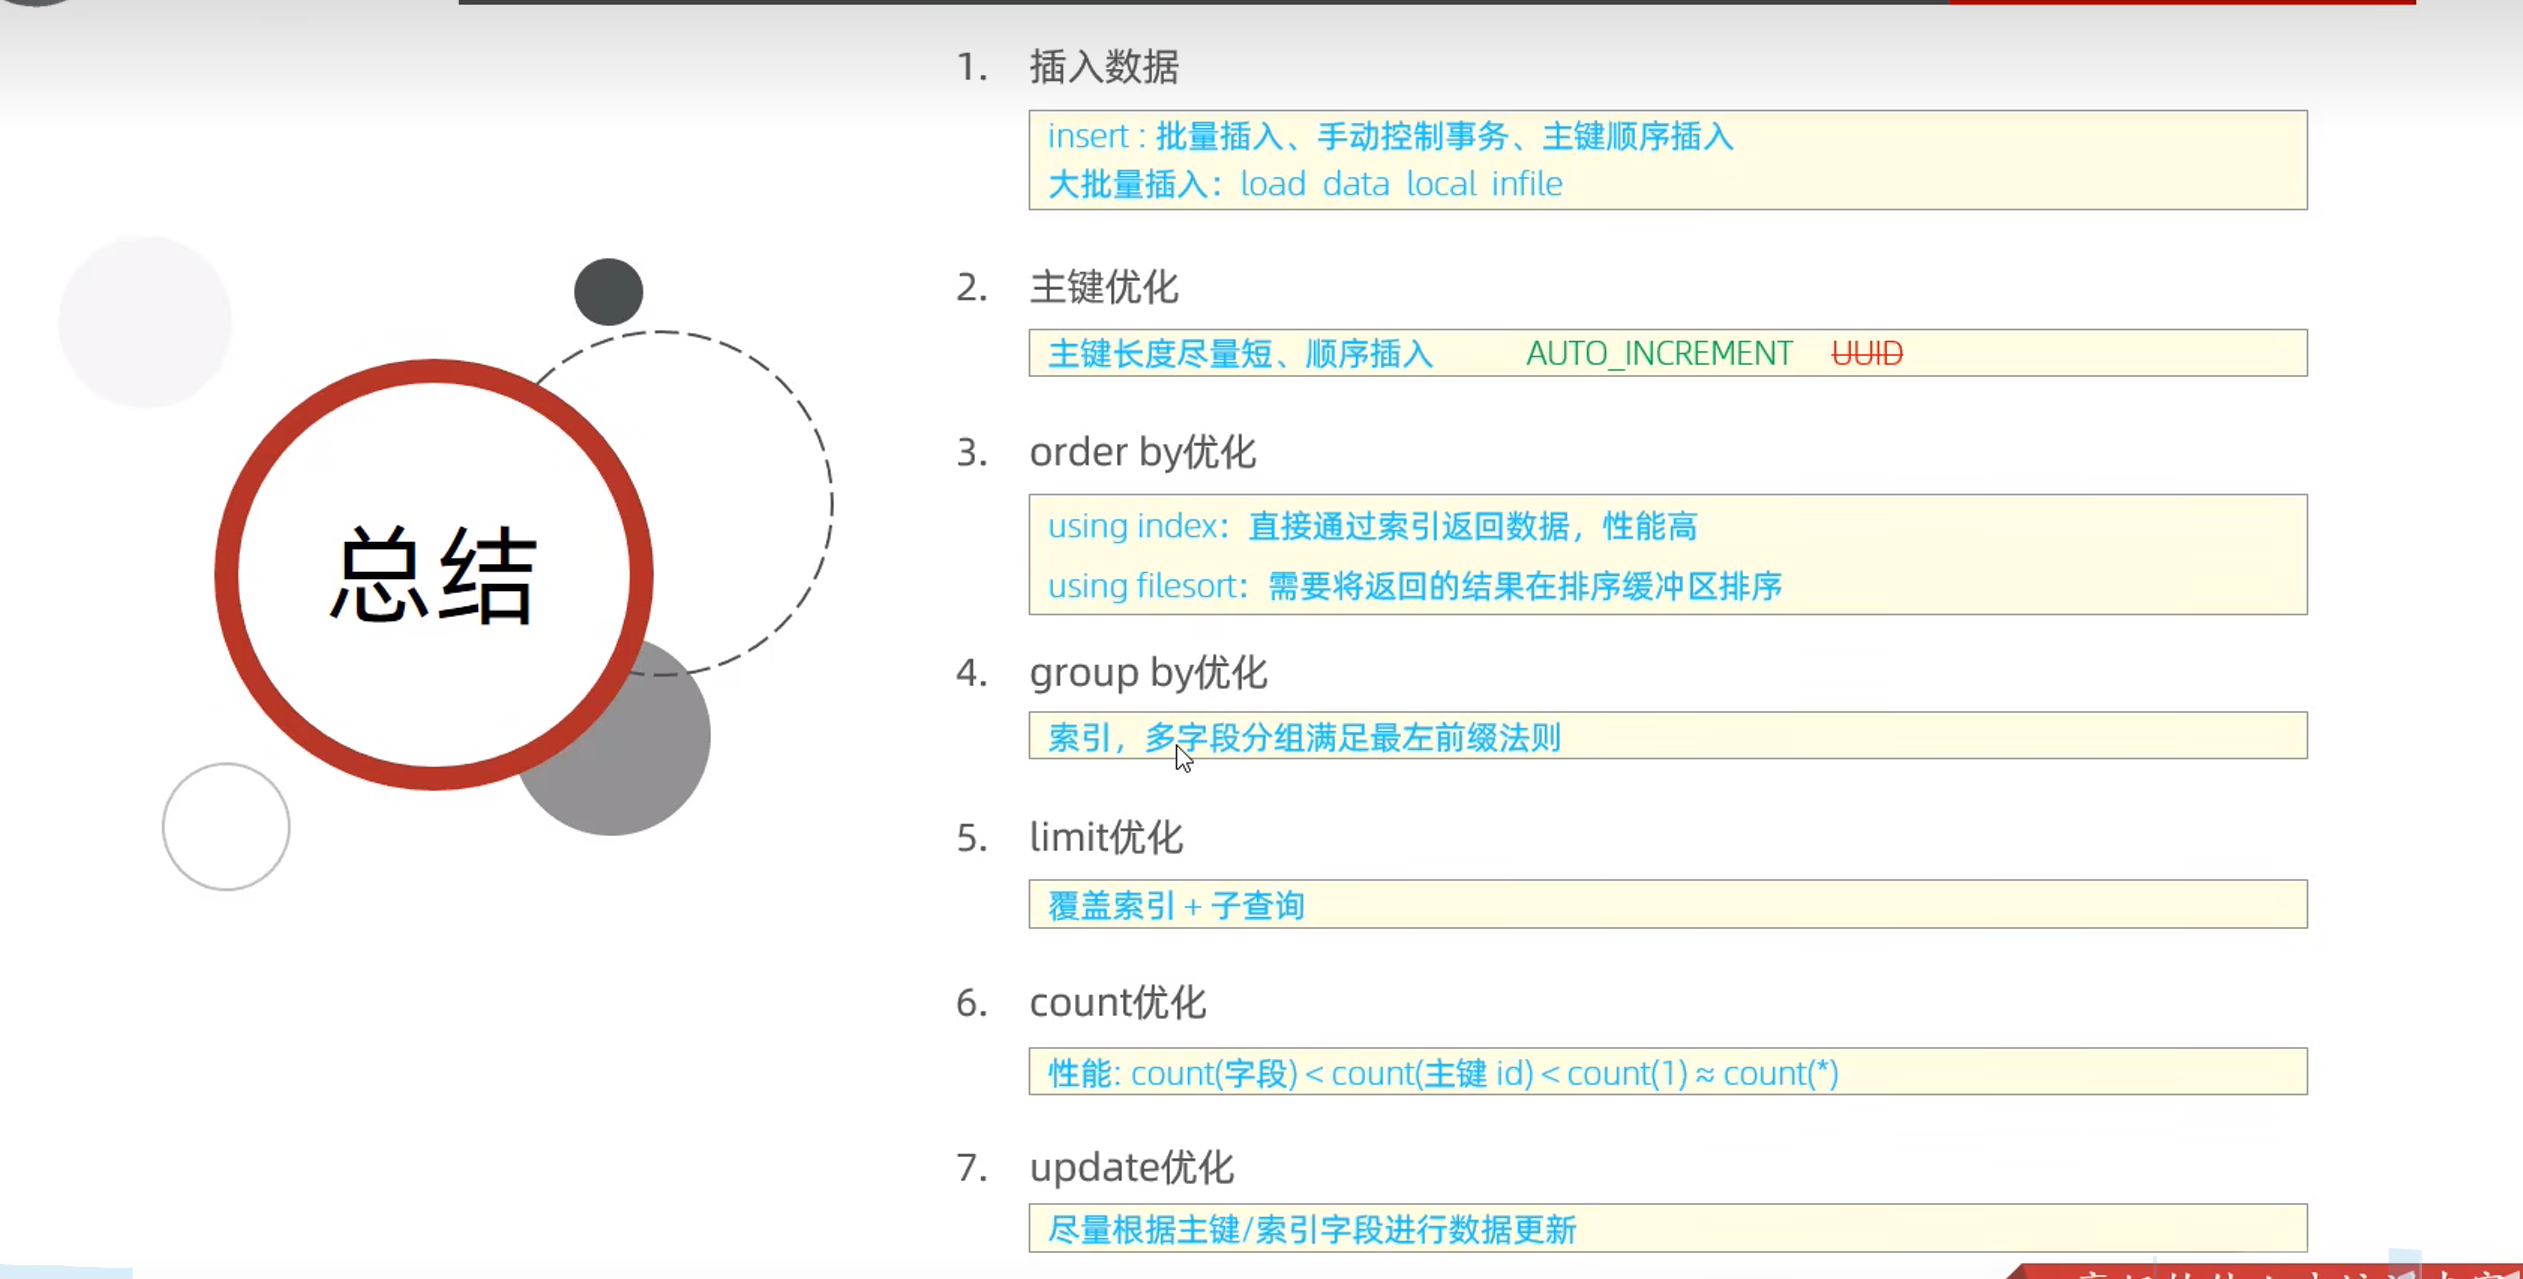 总结
1. 插入数据
insert : 批量插入、手动控制事务、主键顺序插入
大批量插入：load data local infile
2. 主键优化
主键长度尽量短、顺序插入 AUTO_INCREMENT UUID
3. order by优化
using index：直接通过索引返回数据，性能高
using filesort：需要将返回的结果在排序缓冲区排序
4. group by优化
索引，多字段分组满足最左前缀法则
5. limit优化
覆盖索引 + 子查询
6. count优化
性能: count(字段) < count(主键 id) < count(1) ≈ count(*)
7. update优化
尽量根据主键/索引字段进行数据更新